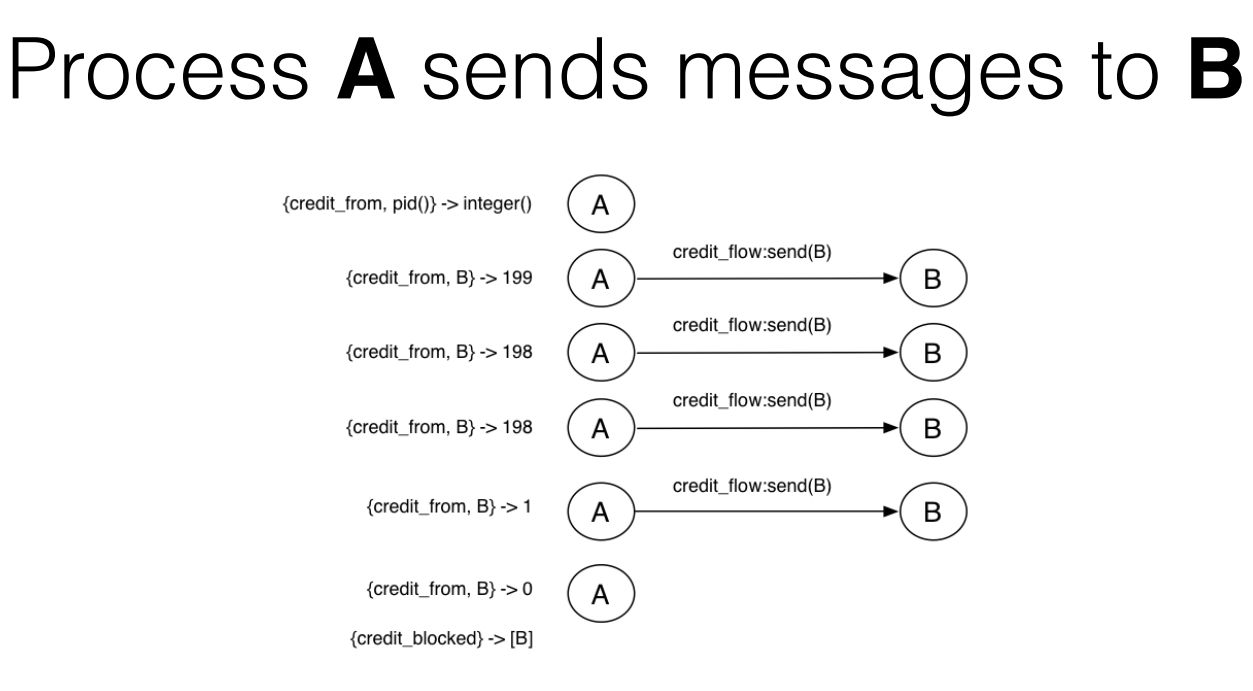 Process A sends messages to B
{credit_from, pid()} -> integer()
A
credit_flow:send(B)
{credit_from, B} -> 199
A
B
credit_flow:send(B)
{credit_from, B} -> 198
A
B
credit_flow:send(B)
{credit_from, B} -> 198
A
B
credit_flow:send(B)
{credit_from, B} -> 1
A
B
{credit_from, B} -> 0
A
{credit_blocked} -> [B]